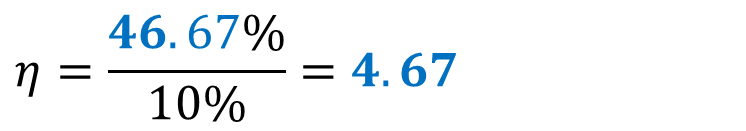 η = 46.67% / 10% = 4.67